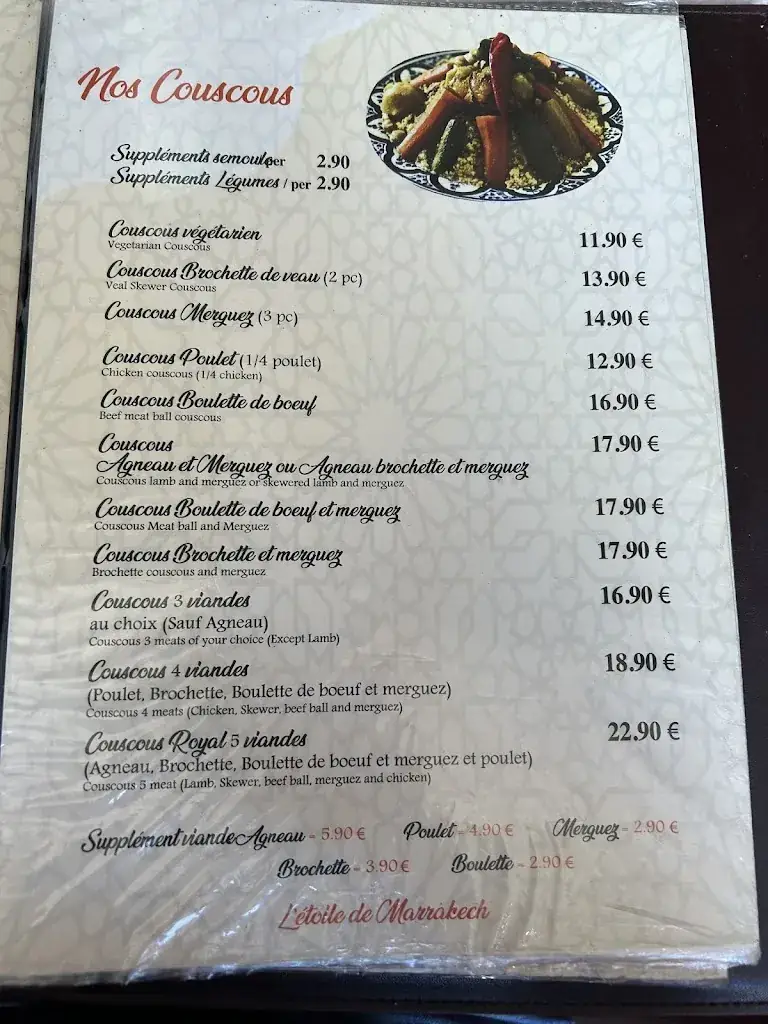 Nos Couscous
Suppléments semoule per 2.90
Suppléments Légumes / per 2.90
Couscous végétarien 11.90 €
Vegetarian Couscous
Couscous Brochette de veau (2 pc) 13.90 €
Veal Skewer Couscous
Couscous Merguez (3 pc) 14.90 €
Couscous Poulet (1/4 poulet) 12.90 €
Chicken couscous (1/4 chicken)
Couscous Boulette de boeuf 16.90 €
Beef meat ball couscous
Couscous 17.90 €
Agneau et Merguez ou Agneau brochette et merguez
Couscous lamb and merguez or skewered lamb and merguez
Couscous Boulette de boeuf et merguez 17.90 €
Couscous Meat ball and Merguez
Couscous Brochette et merguez 17.90 €
Brochette couscous and merguez
Couscous 3 viandes 16.90 €
au choix (Sauf Agneau)
Couscous 3 meats of your choice (Except Lamb)
Couscous 4 viandes 18.90 €
(Poulet, Brochette, Boulette de boeuf et merguez)
Couscous 4 meats (Chicken, Skewer, beef ball and merguez)
Couscous Royal 5 viandes 22.90 €
(Agneau, Brochette, Boulette de boeuf et merguez et poulet)
Couscous 5 meat (Lamb, Skewer, beef ball, merguez and chicken)
Supplément viande Agneau - 5.90 € Poulet - 4.90 € Merguez - 2.90 €
Brochette - 3.90 € Boulette - 2.90 €
L'étoile de Marrakech